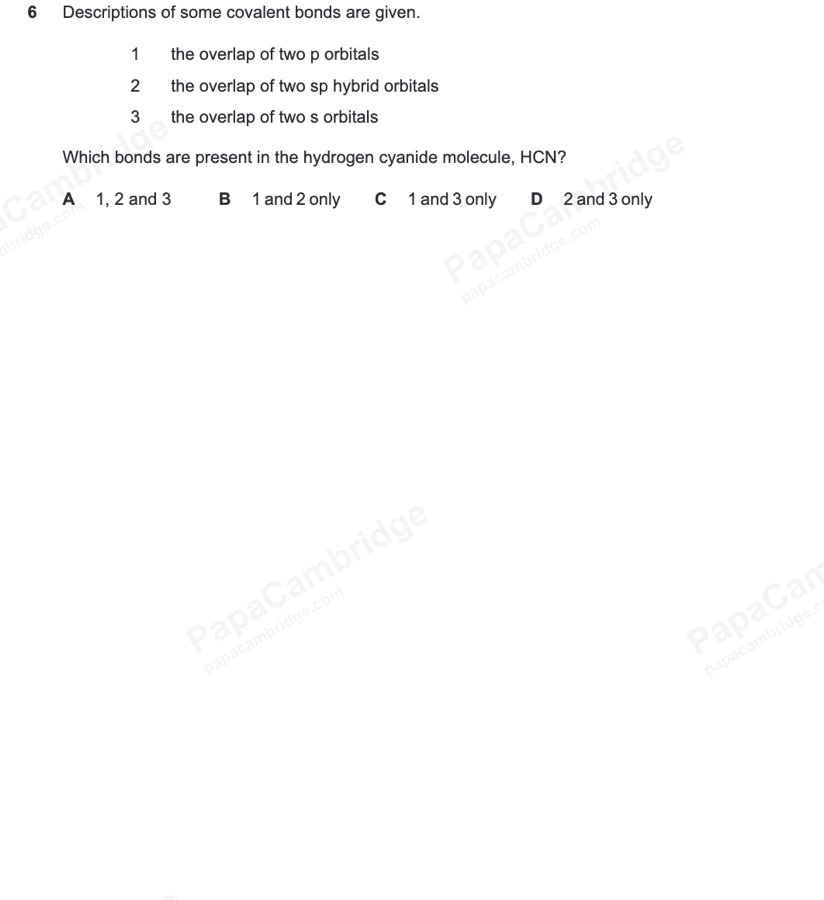 6 Descriptions of some covalent bonds are given.
1 the overlap of two p orbitals
2 the overlap of two sp hybrid orbitals
3 the overlap of two s orbitals
Which bonds are present in the hydrogen cyanide molecule, HCN?
A 1, 2 and 3 B 1 and 2 only C 1 and 3 only D 2 and 3 only
PapaCambridge
papacambridge.com
PapaCambridge
papacambridge.com